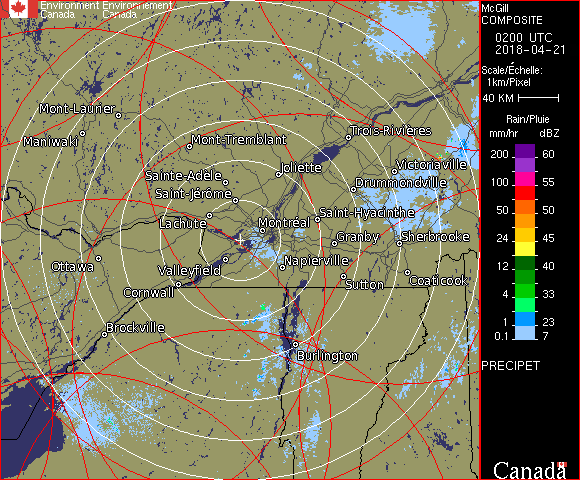 Environment Environnement
Canada Canada
McGill
COMPOSITE
0200 UTC
2018-04-21
Scale/Échelle:
1km/Pixel
40 KM
Rain/Pluie
mm/hr dBZ
200 60
100 55
50 50
24 45
12 40
4 33
1 23
0.1 7
PRECIPET
Canada
Mont-Laurier
Maniwaki
Mont-Tremblant
Trois-Rivières
Sainte-Adèle
Joliette
Victoriaville
Saint-Jérôme
Drummondville
Lachute
Montréal
Saint-Hyacinthe
Granby
Sherbrooke
Ottawa
Valleyfield
Napierville
Cornwall
Sutton
Coaticook
Brockville
Burlington